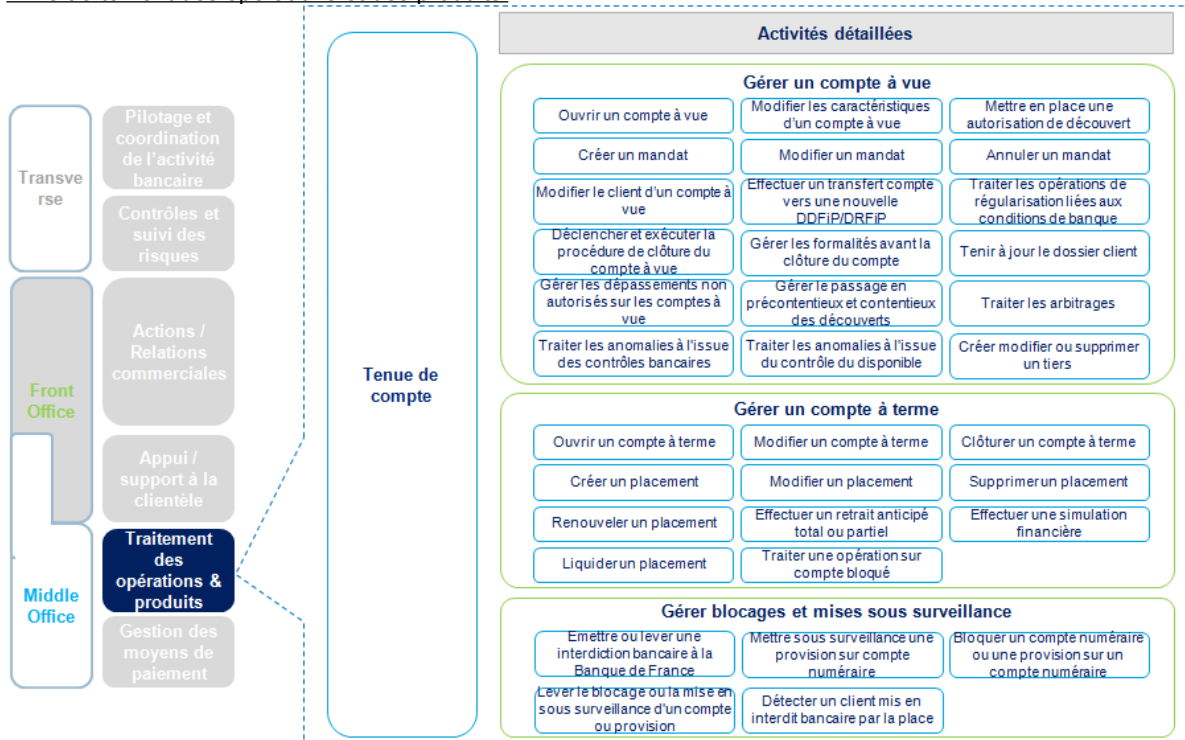 Activités détaillées
Transve
rse
Pilotage et
coordination
de l'activité
bancaire
Contrôles et
suivi des
risques
Front
Office
Actions /
Relations
commerciales
Appui /
support à la
clientèle
Middle
Office
Traitement
des
opérations &
produits
Gestion des
moyens de
paiement
Tenue de
compte
Gérer un compte à vue
Ouvrir un compte à vue
Modifier les caractéristiques
d'un compte à vue
Mettre en place une
autorisation de découvert
Créer un mandat
Modifier un mandat
Annuler un mandat
Modifier le client d'un compte à
vue
Effectuer un transfert compte
vers une nouvelle
DDFiP/DRFiP
Traiter les opérations de
régularisation liées aux
conditions de banque
Déclencher et exécuter la
procédure de clôture du
compte à vue
Gérer les formalités avant la
clôture du compte
Tenir à jour le dossier client
Gérer les dépassements non
autorisés sur les comptes à
vue
Gérer le passage en
précontentieux et contentieux
des découverts
Traiter les arbitrages
Traiter les anomalies à l'issue
des contrôles bancaires
Traiter les anomalies à l'issue
du contrôle du disponible
Créer modifier ou supprimer
un tiers
Gérer un compte à terme
Ouvrir un compte à terme
Modifier un compte à terme
Clôturer un compte à terme
Créer un placement
Modifier un placement
Supprimer un placement
Renouveler un placement
Effectuer un retrait anticipé
total ou partiel
Effectuer une simulation
financière
Liquider un placement
Traiter une opération sur
compte bloqué
Gérer blocages et mises sous surveillance
Emettre ou lever une
interdiction bancaire à la
Banque de France
Mettre sous surveillance une
provision sur compte
numéraire
Bloquer un compte numéraire
ou une provision sur un
compte numéraire
Lever le blocage ou la mise en
sous surveillance d'un compte
ou provision
Détecter un client mis en
interdit bancaire par la place